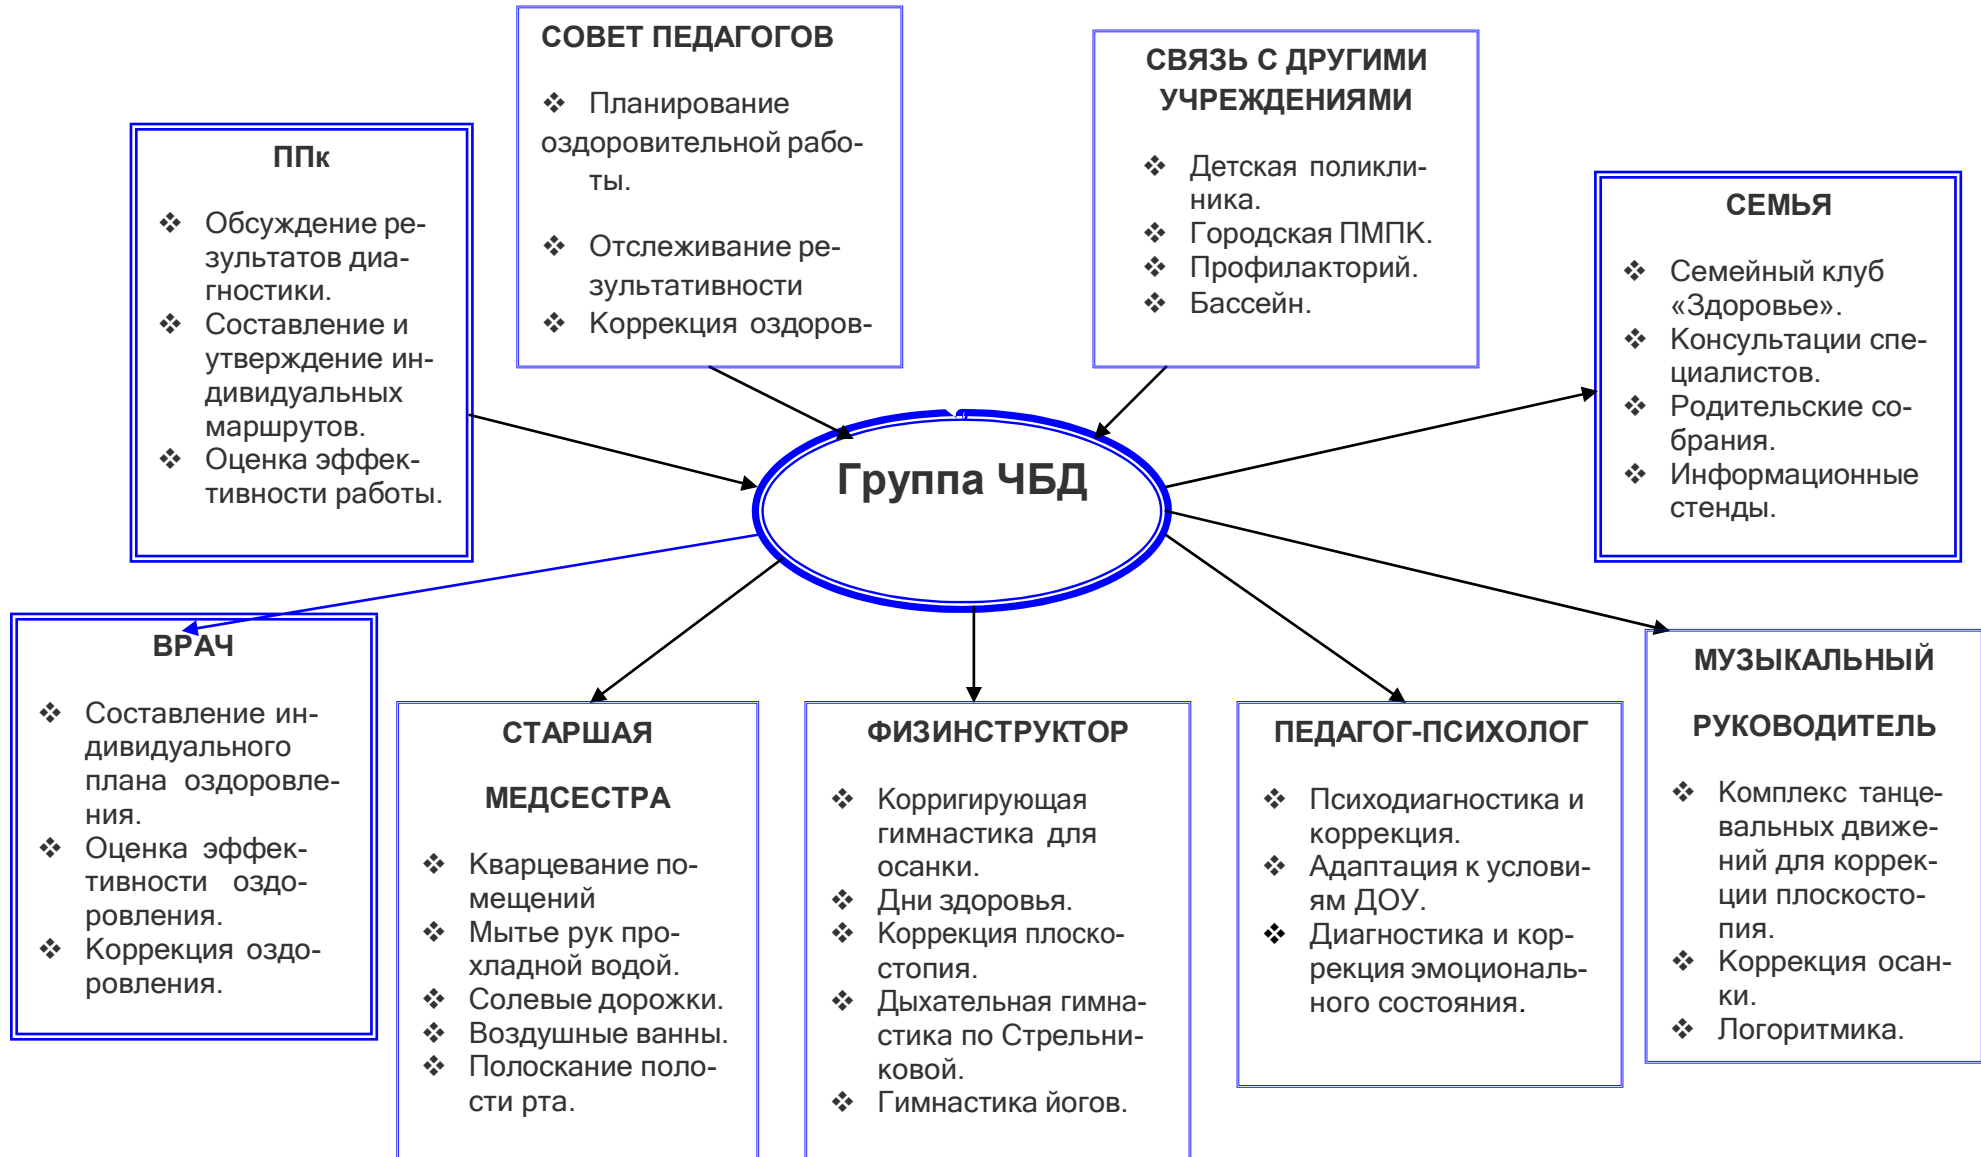 СОВЕТ ПЕДАГОГОВ
❖ Планирование
оздоровительной рабо-
ты.
❖ Отслеживание ре-
зультативности
❖ Коррекция оздоров-
СВЯЗЬ С ДРУГИМИ
УЧРЕЖДЕНИЯМИ
❖ Детская поликли-
ника.
❖ Городская ПМПК.
❖ Профилакторий.
❖ Бассейн.
ППк
❖ Обсуждение ре-
зультатов диа-
гностики.
❖ Составление и
утверждение ин-
дивидуальных
маршрутов.
❖ Оценка эффек-
тивности работы.
СЕМЬЯ
❖ Семейный клуб
«Здоровье».
❖ Консультации спе-
циалистов.
❖ Родительские со-
брания.
❖ Информационные
стенды.
Группа ЧБД
ВРАЧ
❖ Составление ин-
дивидуального
плана оздоровле-
ния.
❖ Оценка эффек-
тивности оздо-
ровления.
❖ Коррекция оздо-
ровления.
СТАРШАЯ
МЕДСЕСТРА
❖ Кварцевание по-
мещений
❖ Мытье рук про-
хладной водой.
❖ Солевые дорожки.
❖ Воздушные ванны.
❖ Полоскание поло-
сти рта.
ФИЗИНСТРУКТОР
❖ Корригирующая
гимнастика для
осанки.
❖ Дни здоровья.
❖ Коррекция плоско-
стопия.
❖ Дыхательная гимна-
стика по Стрельни-
ковой.
❖ Гимнастика йогов.
ПЕДАГОГ-ПСИХОЛОГ
❖ Психодиагностика и
коррекция.
❖ Адаптация к услови-
ям ДОУ.
❖ Диагностика и кор-
рекция эмоциональ-
ного состояния.
МУЗЫКАЛЬНЫЙ
РУКОВОДИТЕЛЬ
❖ Комплекс танце-
вальных движе-
ний для коррек-
ции плоскосто-
пия.
❖ Коррекция осан-
ки.
❖ Логоритмика.